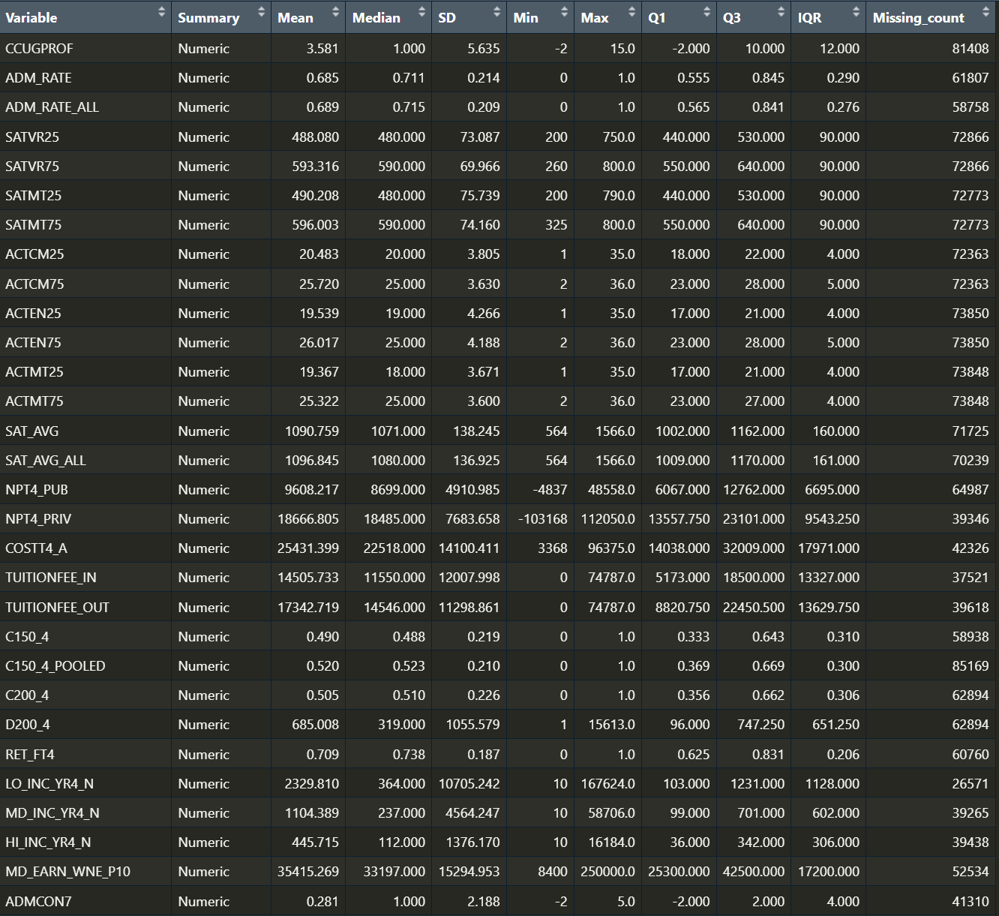 Variable Summary Mean Median SD Min Max Q1 Q3 IQR Missing_count
CCUGPROF Numeric 3.581 1.000 5.635 -2 15.0 -2.000 10.000 12.000 81408
ADM_RATE Numeric 0.685 0.711 0.214 0 1.0 0.555 0.845 0.290 61807
ADM_RATE_ALL Numeric 0.689 0.715 0.209 0 1.0 0.565 0.841 0.276 58758
SATVR25 Numeric 488.080 480.000 73.087 200 750.0 440.000 530.000 90.000 72866
SATVR75 Numeric 593.316 590.000 69.966 260 800.0 550.000 640.000 90.000 72866
SATMT25 Numeric 490.208 480.000 75.739 200 790.0 440.000 530.000 90.000 72773
SATMT75 Numeric 596.003 590.000 74.160 325 800.0 550.000 640.000 90.000 72773
ACTCM25 Numeric 20.483 20.000 3.805 1 35.0 18.000 22.000 4.000 72363
ACTCM75 Numeric 25.720 25.000 3.630 2 36.0 23.000 28.000 5.000 72363
ACTEN25 Numeric 19.539 19.000 4.266 1 35.0 17.000 21.000 4.000 73850
ACTEN75 Numeric 26.017 25.000 4.188 2 36.0 23.000 28.000 5.000 73850
ACTMT25 Numeric 19.367 18.000 3.671 1 35.0 17.000 21.000 4.000 73848
ACTMT75 Numeric 25.322 25.000 3.600 2 36.0 23.000 27.000 4.000 73848
SAT_AVG Numeric 1090.759 1071.000 138.245 564 1566.0 1002.000 1162.000 160.000 71725
SAT_AVG_ALL Numeric 1096.845 1080.000 136.925 564 1566.0 1009.000 1170.000 161.000 70239
NPT4_PUB Numeric 9608.217 8699.000 4910.985 -4837 48558.0 6067.000 12762.000 6695.000 64987
NPT4_PRIV Numeric 18666.805 18485.000 7683.658 -103168 112050.0 13557.750 23101.000 9543.250 39346
COSTT4_A Numeric 25431.399 22518.000 14100.411 3368 96375.0 14038.000 32009.000 17971.000 42326
TUITIONFEE_IN Numeric 14505.733 11550.000 12007.998 0 74787.0 5173.000 18500.000 13327.000 37521
TUITIONFEE_OUT Numeric 17342.719 14546.000 11298.861 0 74787.0 8820.750 22450.500 13629.750 39618
C150_4 Numeric 0.490 0.488 0.219 0 1.0 0.333 0.643 0.310 58938
C150_4_POOLED Numeric 0.520 0.523 0.210 0 1.0 0.369 0.669 0.300 85169
C200_4 Numeric 0.505 0.510 0.226 0 1.0 0.356 0.662 0.306 62894
D200_4 Numeric 685.008 319.000 1055.579 1 15613.0 96.000 747.250 651.250 62894
RET_FT4 Numeric 0.709 0.738 0.187 0 1.0 0.625 0.831 0.206 60760
LO_INC_YR4_N Numeric 2329.810 364.000 10705.242 10 167624.0 103.000 1231.000 1128.000 26571
MD_INC_YR4_N Numeric 1104.389 237.000 4564.247 10 58706.0 99.000 701.000 602.000 39265
HI_INC_YR4_N Numeric 445.715 112.000 1376.170 10 16184.0 36.000 342.000 306.000 39438
MD_EARN_WNE_P10 Numeric 35415.269 33197.000 15294.953 8400 250000.0 25300.000 42500.000 17200.000 52534
ADMCON7 Numeric 0.281 1.000 2.188 -2 5.0 -2.000 2.000 4.000 41310